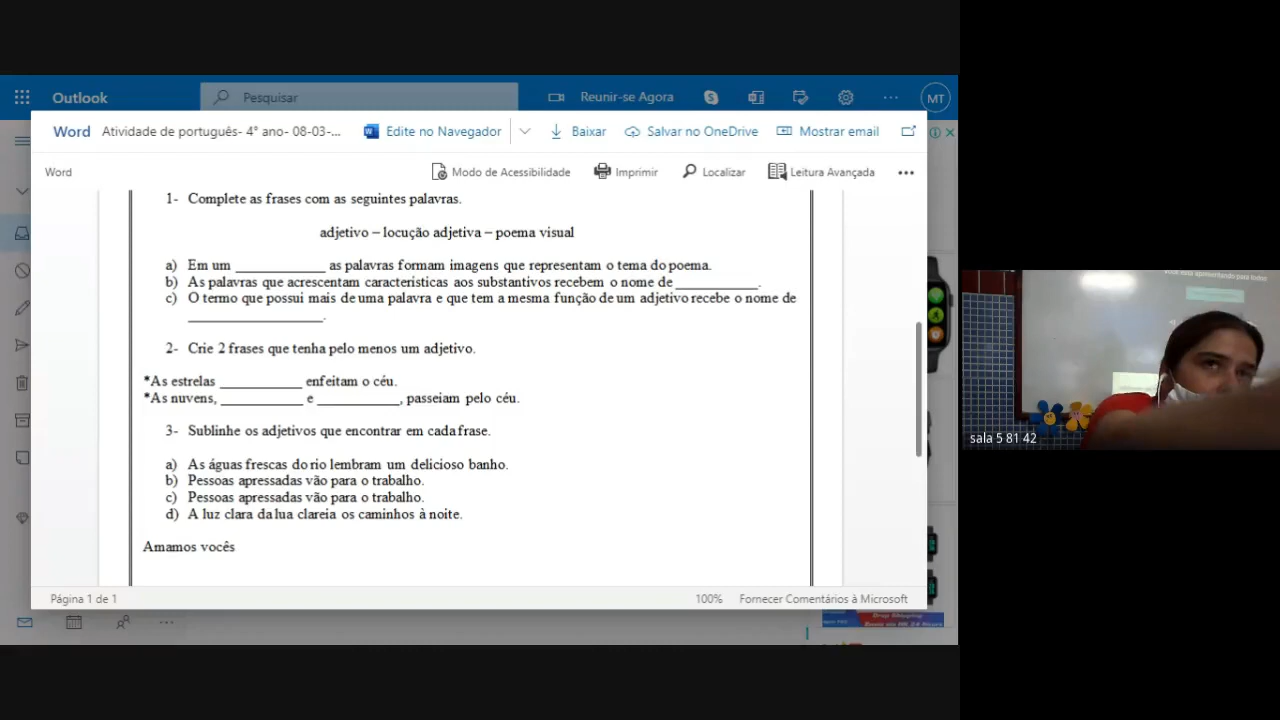 Outlook
Pesquisar
Reunir-se Agora
MT
Word
Atividade de português- 4° ano- 08-03-...
Edite no Navegador
Baixar
Salvar no OneDrive
Mostrar email
Word
Modo de Acessibilidade
Imprimir
Localizar
Leitura Avançada
1- Complete as frases com as seguintes palavras.
adjetivo – locução adjetiva – poema visual
a) Em um ____________ as palavras formam imagens que representam o tema do poema.
b) As palavras que acrescentam características aos substantivos recebem o nome de ___________.
c) O termo que possui mais de uma palavra e que tem a mesma função de um adjetivo recebe o nome de
__________________.
2- Crie 2 frases que tenha pelo menos um adjetivo.
*As estrelas ___________ enfeitam o céu.
*As nuvens, ___________ e ___________, passeiam pelo céu.
3- Sublinhe os adjetivos que encontrar em cada frase.
a) As águas frescas do rio lembram um delicioso banho.
b) Pessoas apressadas vão para o trabalho.
c) Pessoas apressadas vão para o trabalho.
d) A luz clara da lua clareia os caminhos à noite.
Amamos vocês
Página 1 de 1
100%
Fornecer Comentários à Microsoft
sala 5 81 42